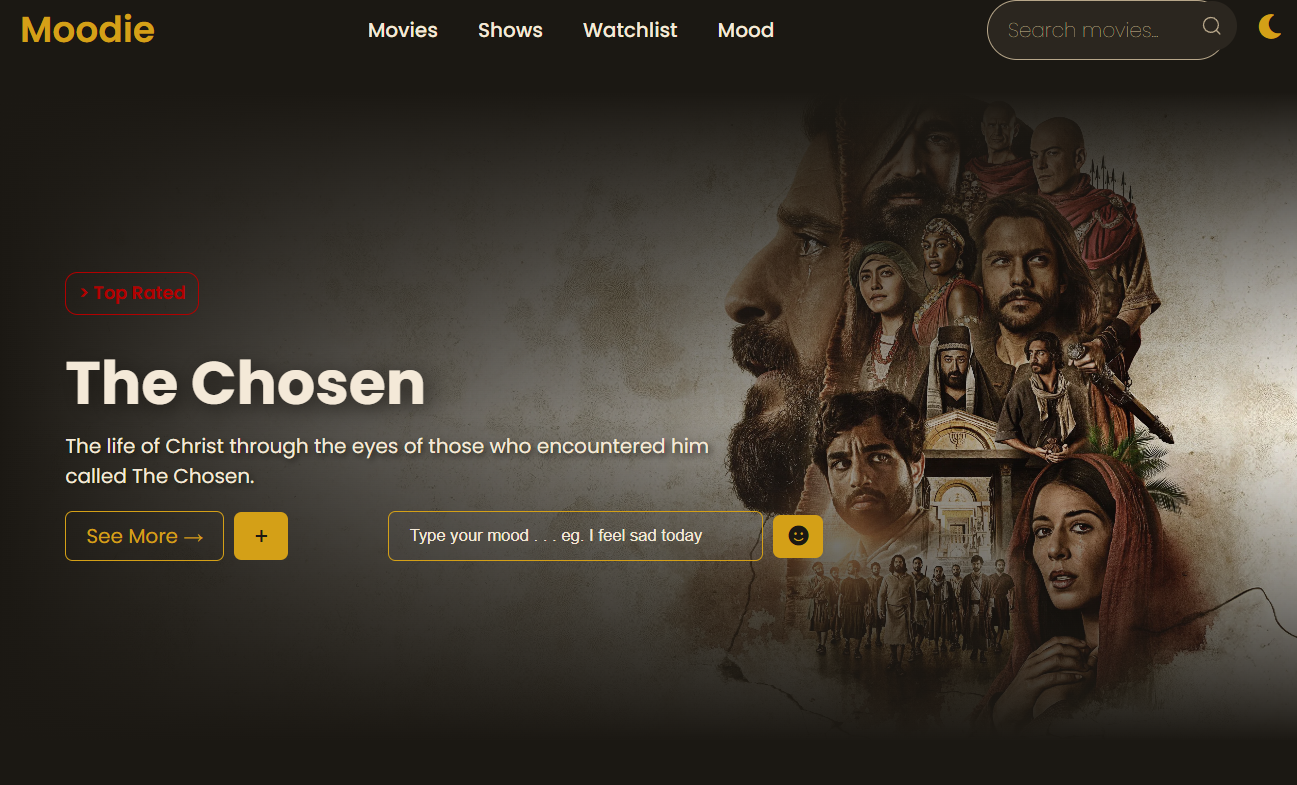 Moodie
Movies Shows Watchlist Mood
Search movies...
> Top Rated
The Chosen
The life of Christ through the eyes of those who encountered him
called The Chosen.
See More →
+
Type your mood . . . eg. I feel sad today